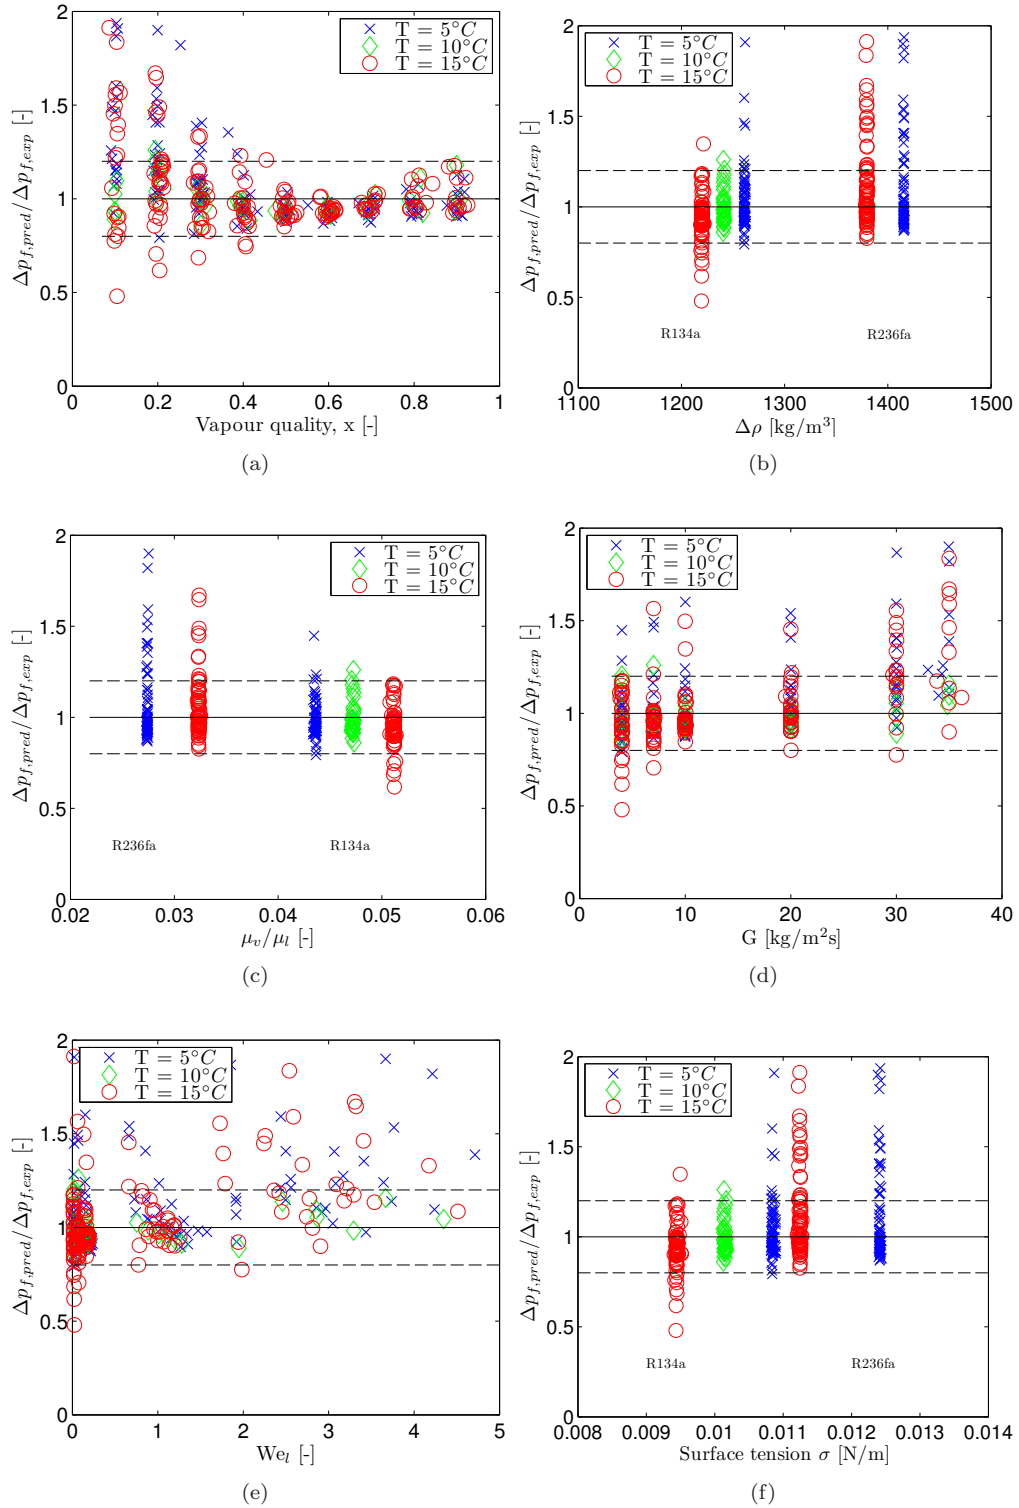 2
1.5
1
0.5
0
0 0.2 0.4 0.6 0.8 1
Δp_{f,pred}/Δp_{f,exp} [-]
Vapour quality, x [-]
T = 5°C
T = 10°C
T = 15°C
(a)
2
1.5
1
0.5
0
1100 1200 1300 1400 1500
Δp_{f,pred}/Δp_{f,exp} [-]
Δρ [kg/m³]
T = 5°C
T = 10°C
T = 15°C
R134a R236fa
(b)
2
1.5
1
0.5
0
0.02 0.03 0.04 0.05 0.06
Δp_{f,pred}/Δp_{f,exp} [-]
μ_v/μ_l [-]
T = 5°C
T = 10°C
T = 15°C
R236fa R134a
(c)
2
1.5
1
0.5
0
0 10 20 30 40
Δp_{f,pred}/Δp_{f,exp} [-]
G [kg/m²s]
T = 5°C
T = 10°C
T = 15°C
(d)
2
1.5
1
0.5
0
0 1 2 3 4 5
Δp_{f,pred}/Δp_{f,exp} [-]
We_l [-]
T = 5°C
T = 10°C
T = 15°C
(e)
2
1.5
1
0.5
0
0.008 0.009 0.01 0.011 0.012 0.013 0.014
Δp_{f,pred}/Δp_{f,exp} [-]
Surface tension σ [N/m]
T = 5°C
T = 10°C
T = 15°C
R134a R236fa
(f)